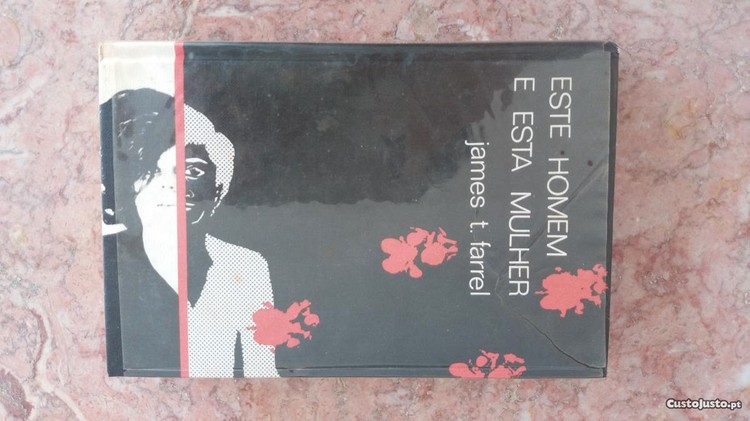 ESTE HOMEM
E ESTA MULHER
james t. farrel
CustoJusto.pt